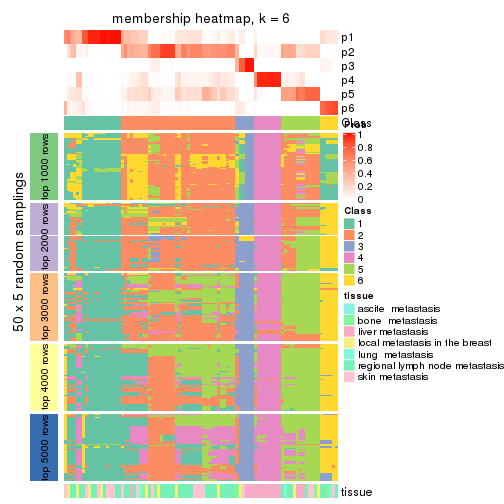 membership heatmap, k = 6
p1
p2
p3
p4
p5
p6
Class
Prob
1
0.8
0.6
0.4
0.2
0
Class
1
2
3
4
5
6
tissue
ascite metastasis
bone metastasis
liver metastasis
local metastasis in the breast
lung metastasis
regional lymph node metastasis
skin metastasis
50 x 5 random samplings
top 1000 rows
top 2000 rows
top 3000 rows
top 4000 rows
top 5000 rows
tissue